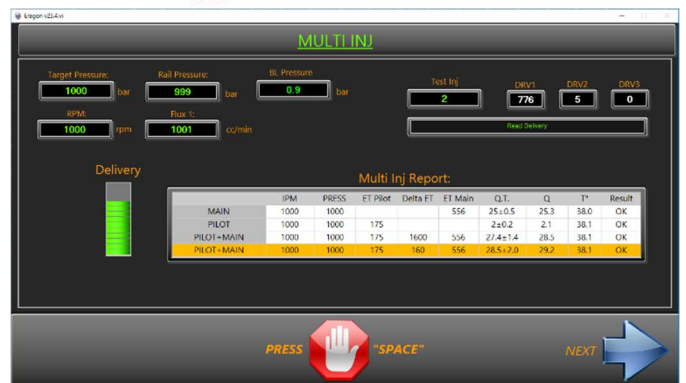 Eragon v23.4.vi
MULTI INJ
Target Pressure: Rail Pressure: BL Pressure
1000 bar 999 bar 0.9 bar
Test Inj DRV1 DRV2 DRV3
2 776 5 0
RPM: Flux 1:
1000 rpm 1001 cc/min
Read Delivery
Delivery
Multi Inj Report:
IPM PRESS ET Pilot Delta ET ET Main Q.T. Q T° Result
MAIN 1000 1000 556 25±0.5 25.3 38.0 OK
PILOT 1000 1000 175 2±0.2 2.1 38.1 OK
PILOT+MAIN 1000 1000 175 1600 556 27.4±1.4 28.5 38.1 OK
PILOT+MAIN 1000 1000 175 160 556 28.5±2.0 29.2 38.1 OK
PRESS "SPACE" NEXT